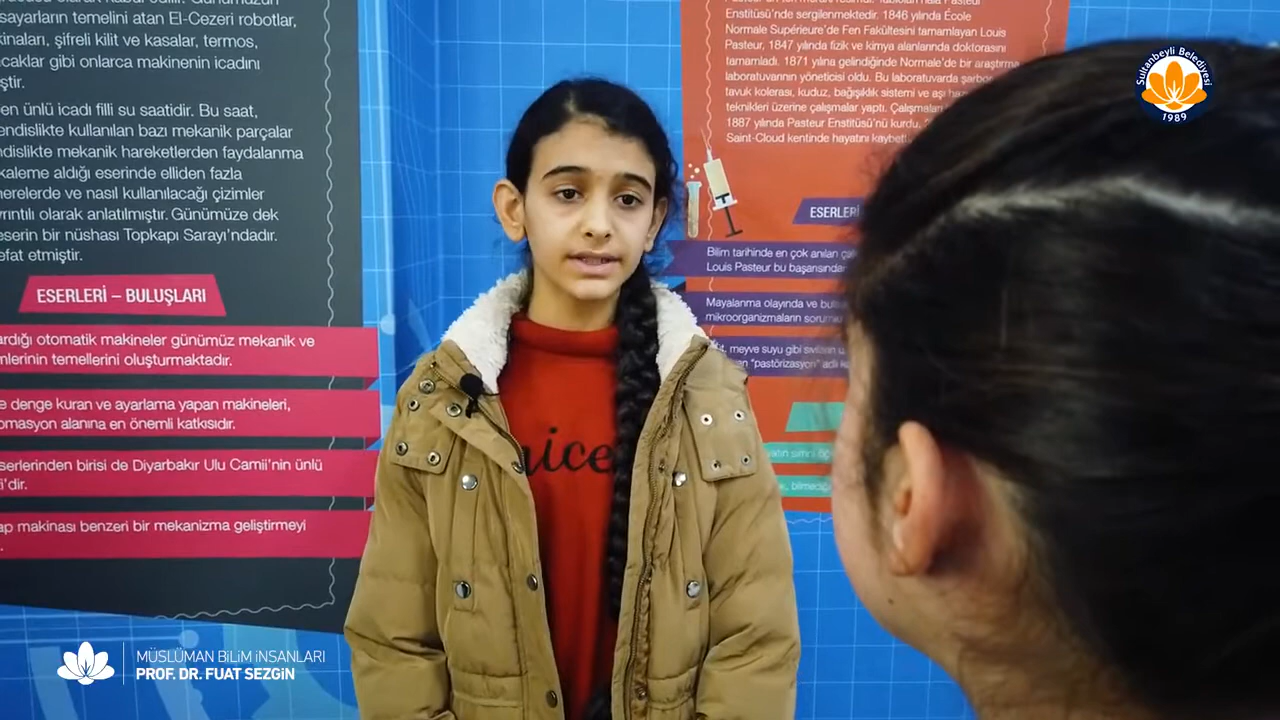 sayarların temelini atan El-Cezeri robotlar,
kinaları, şifreli kilit ve kasalar, termos,
caklar gibi onlarca makinenin icadını
ştir.
en ünlü icadı filli su saatidir. Bu saat,
endislikte kullanılan bazı mekanik parçalar
ndislikte mekanik hareketlerden faydalanma
kaleme aldığı eserinde elliden fazla
nerelerde ve nasıl kullanılacağı çizimler
yrıntılı olarak anlatılmıştır. Günümüze dek
eserin bir nüshası Topkapı Sarayı'ndadır.
efat etmiştir.
ESERLERİ – BULUŞLARI
ardığı otomatik makineler günümüz mekanik ve
mlerinin temellerini oluşturmaktadır.
e denge kuran ve ayarlama yapan makineleri,
omasyon alanına en önemli katkısıdır.
serlerinden birisi de Diyarbakır Ulu Camii'nin ünlü
i'dir.
ap makinası benzeri bir mekanizma geliştirmeyi
Enstitüsü'nde sergilenmektedir. 1846 yılında École
Normale Supérieure'de Fen Fakültesini tamamlayan Louis
Pasteur, 1847 yılında fizik ve kimya alanlarında doktorasını
tamamladı. 1871 yılına gelindiğinde Normale'de bir araştırma
laboratuvarının yöneticisi oldu. Bu laboratuvarda şarbon,
tavuk kolerası, kuduz, bağışıklık sistemi ve aşı
teknikleri üzerine çalışmalar yaptı. Çalışmaları
1887 yılında Pasteur Enstitüsü'nü kurdu,
Saint-Cloud kentinde hayatını kaybetti
ESERLERİ
Bilim tarihinde en çok anılan
Louis Pasteur bu başarısından
Mayalanma olayında ve
mikroorganizmaların
meyve suyu gibi sıvıların
"pastörizasyon" adlı
nice
Sultanbeyli Belediyesi
1989
MÜSLÜMAN BİLİM İNSANLARI
PROF. DR. FUAT SEZGİN